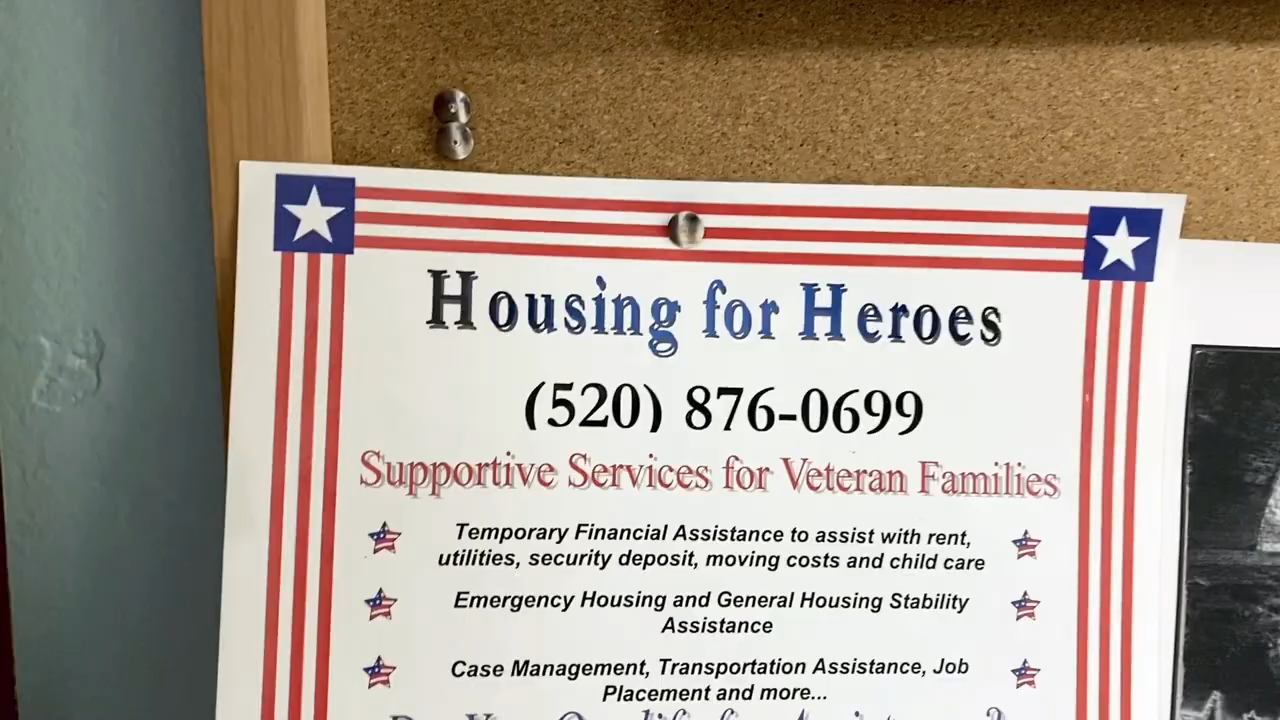 Housing for Heroes
(520) 876-0699
Supportive Services for Veteran Families
Temporary Financial Assistance to assist with rent,
utilities, security deposit, moving costs and child care
Emergency Housing and General Housing Stability
Assistance
Case Management, Transportation Assistance, Job
Placement and more...